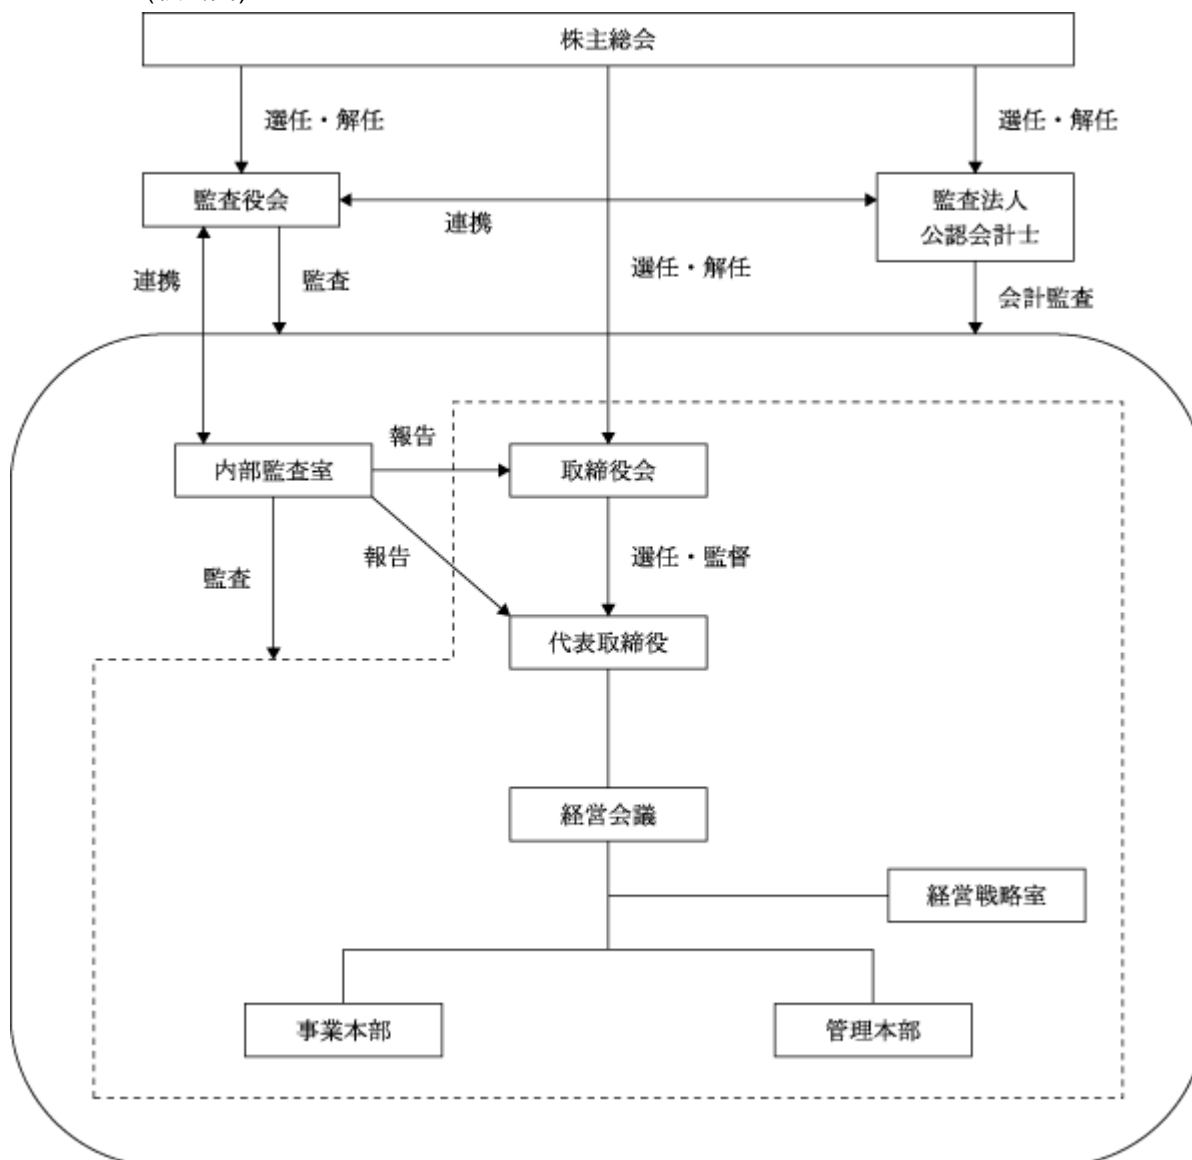 株主総会
選任・解任
選任・解任
監査役会
監査法人
公認会計士
連携
選任・解任
連携
監査
会計監査
報告
内部監査室
取締役会
報告
選任・監督
監査
代表取締役
経営会議
経営戦略室
事業本部
管理本部